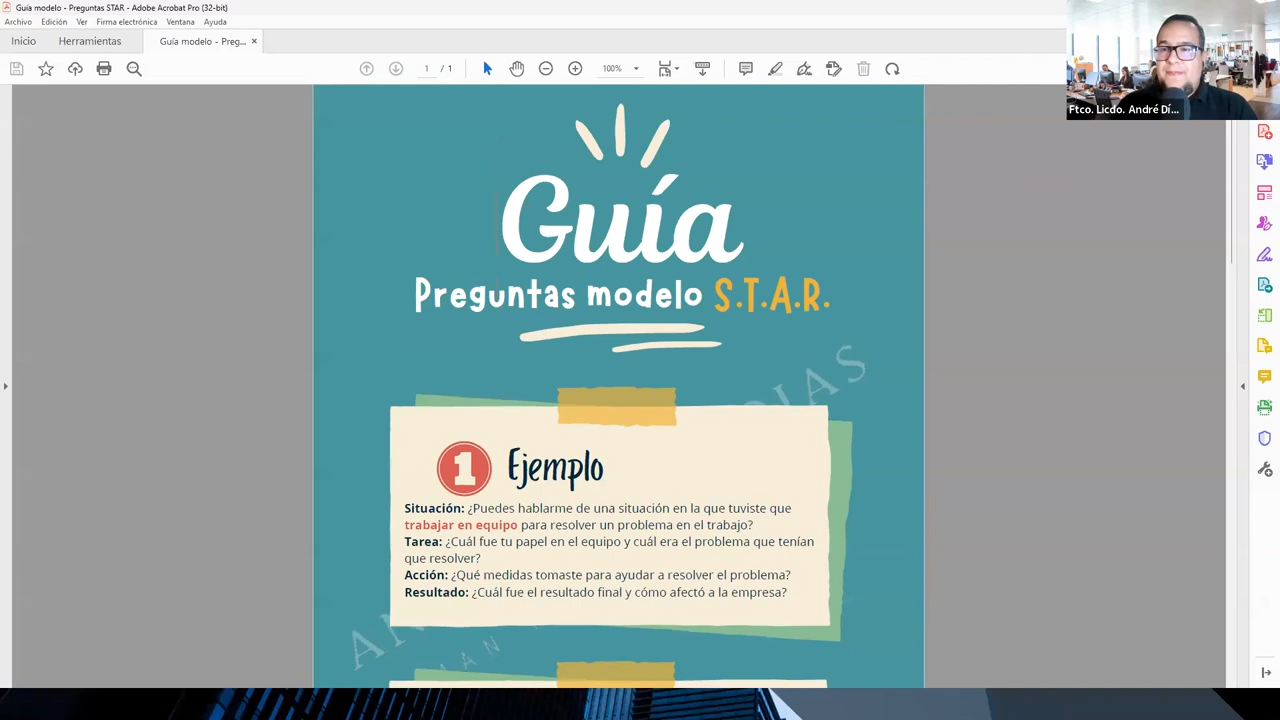 Guía modelo - Preguntas STAR - Adobe Acrobat Pro (32-bit)
Archivo Edición Ver Firma electrónica Ventana Ayuda
Inicio Herramientas Guía modelo - Preg... ×
1 / 1 100%
Ftco. Licdo. André Dí...
Guía
Preguntas modelo S.T.A.R.
1 Ejemplo
Situación: ¿Puedes hablarme de una situación en la que tuviste que
trabajar en equipo para resolver un problema en el trabajo?
Tarea: ¿Cuál fue tu papel en el equipo y cuál era el problema que tenían
que resolver?
Acción: ¿Qué medidas tomaste para ayudar a resolver el problema?
Resultado: ¿Cuál fue el resultado final y cómo afectó a la empresa?